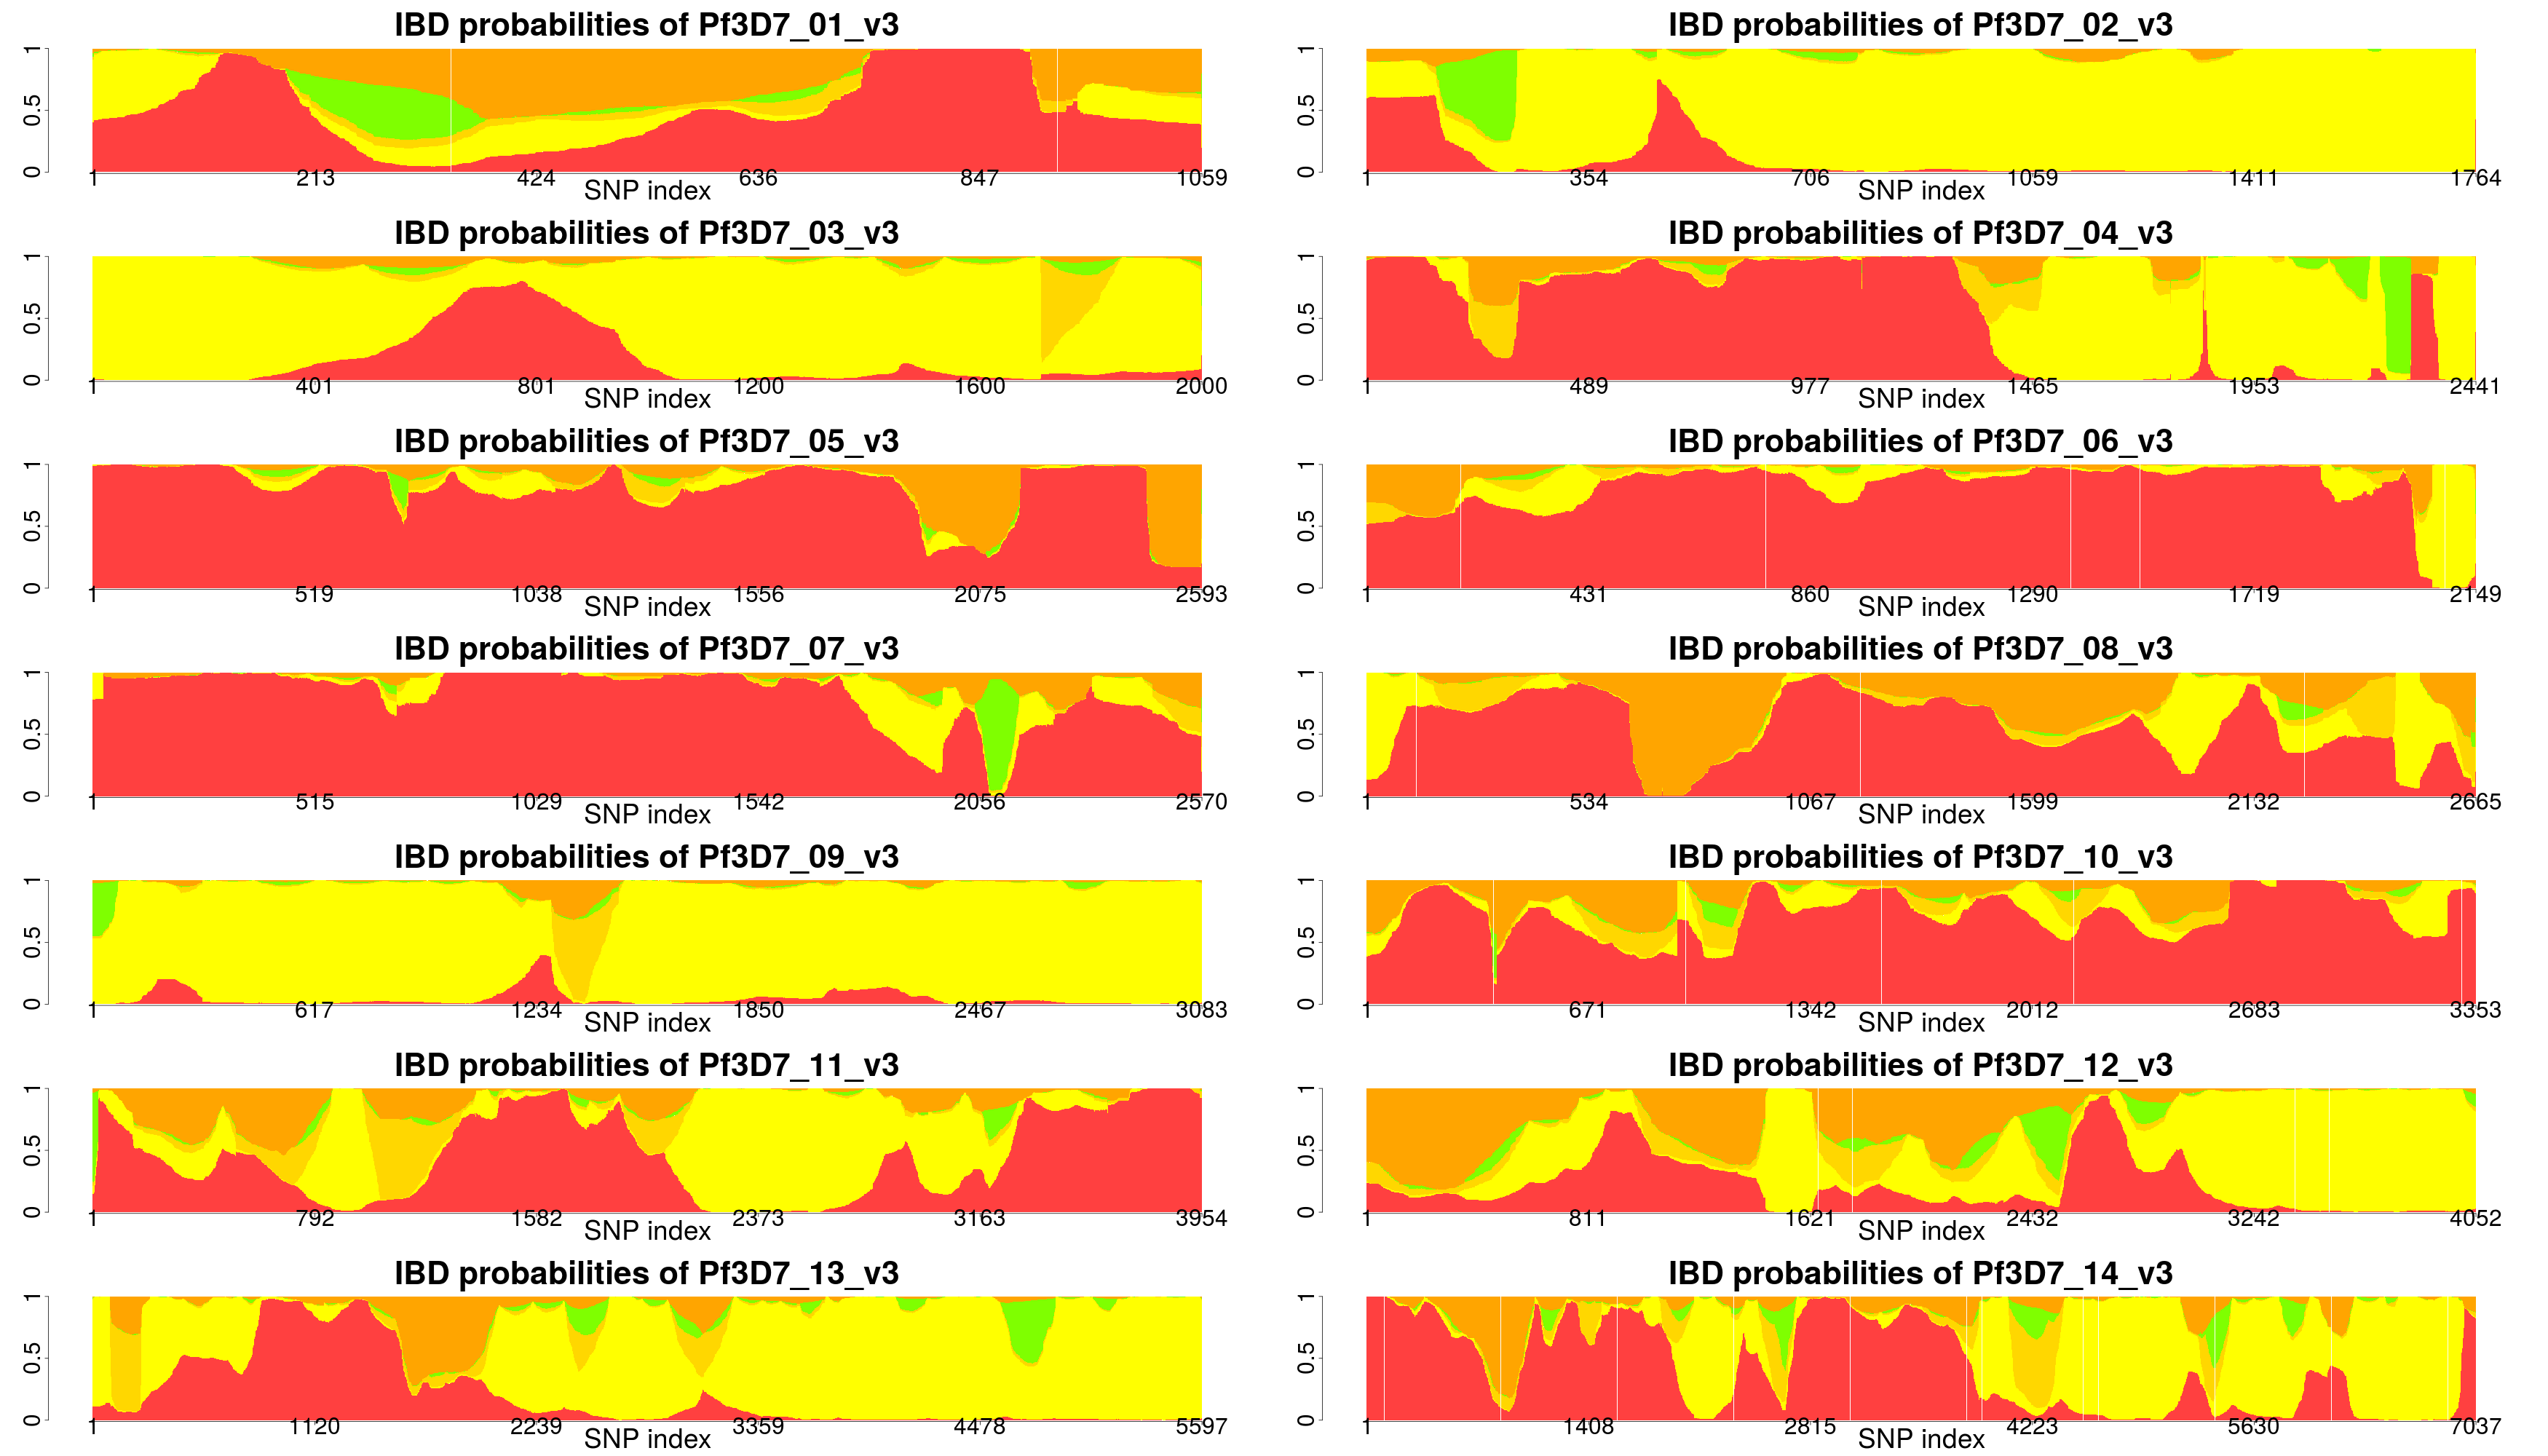 IBD probabilities of Pf3D7_01_v3
0 0.5 1
1 213 424 636 847 1059
SNP index
IBD probabilities of Pf3D7_02_v3
0 0.5 1
1 354 706 1059 1411 1764
SNP index
IBD probabilities of Pf3D7_03_v3
0 0.5 1
1 401 801 1200 1600 2000
SNP index
IBD probabilities of Pf3D7_04_v3
0 0.5 1
1 489 977 1465 1953 2441
SNP index
IBD probabilities of Pf3D7_05_v3
0 0.5 1
1 519 1038 1556 2075 2593
SNP index
IBD probabilities of Pf3D7_06_v3
0 0.5 1
1 431 860 1290 1719 2149
SNP index
IBD probabilities of Pf3D7_07_v3
0 0.5 1
1 515 1029 1542 2056 2570
SNP index
IBD probabilities of Pf3D7_08_v3
0 0.5 1
1 534 1067 1599 2132 2665
SNP index
IBD probabilities of Pf3D7_09_v3
0 0.5 1
1 617 1234 1850 2467 3083
SNP index
IBD probabilities of Pf3D7_10_v3
0 0.5 1
1 671 1342 2012 2683 3353
SNP index
IBD probabilities of Pf3D7_11_v3
0 0.5 1
1 792 1582 2373 3163 3954
SNP index
IBD probabilities of Pf3D7_12_v3
0 0.5 1
1 811 1621 2432 3242 4052
SNP index
IBD probabilities of Pf3D7_13_v3
0 0.5 1
1 1120 2239 3359 4478 5597
SNP index
IBD probabilities of Pf3D7_14_v3
0 0.5 1
1 1408 2815 4223 5630 7037
SNP index